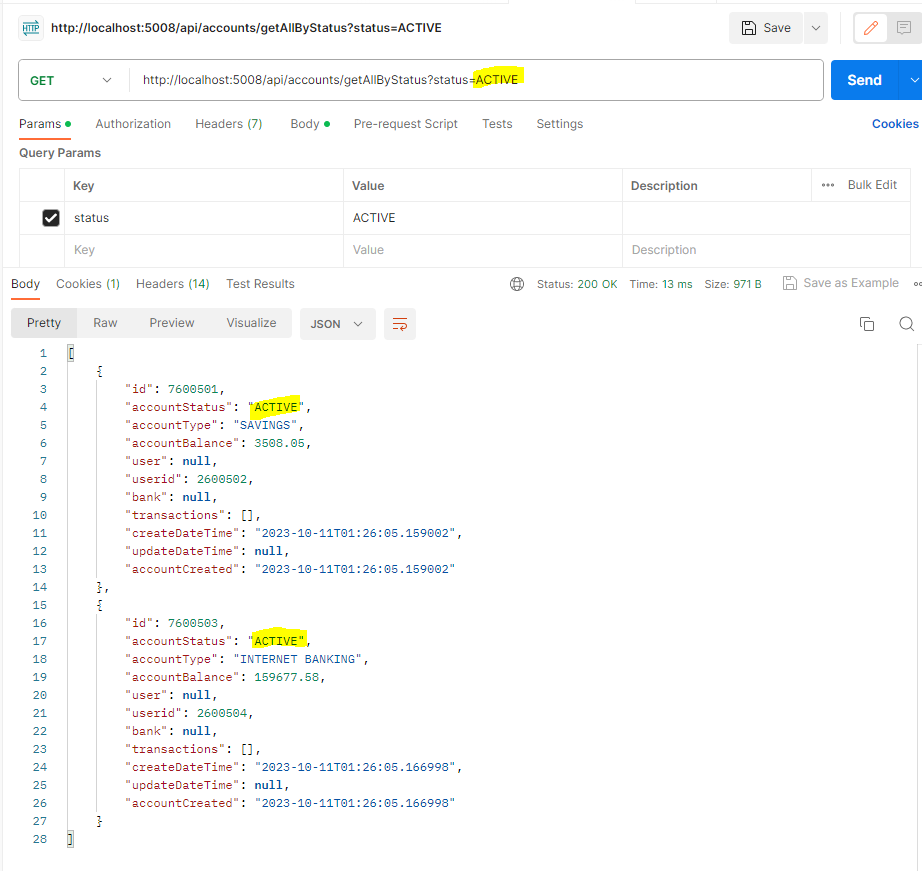 HTTP http://localhost:5008/api/accounts/getAllByStatus?status=ACTIVE Save
GET http://localhost:5008/api/accounts/getAllByStatus?status=ACTIVE Send
Params Authorization Headers (7) Body Pre-request Script Tests Settings Cookies
Query Params
Key Value Description ••• Bulk Edit
status ACTIVE
Key Value Description
Body Cookies (1) Headers (14) Test Results Status: 200 OK Time: 13 ms Size: 971 B Save as Example
Pretty Raw Preview Visualize JSON
1 [
2 {
3 "id": 7600501,
4 "accountStatus": "ACTIVE",
5 "accountType": "SAVINGS",
6 "accountBalance": 3508.05,
7 "user": null,
8 "userid": 2600502,
9 "bank": null,
10 "transactions": [],
11 "createDateTime": "2023-10-11T01:26:05.159002",
12 "updateDateTime": null,
13 "accountCreated": "2023-10-11T01:26:05.159002"
14 },
15 {
16 "id": 7600503,
17 "accountStatus": "ACTIVE",
18 "accountType": "INTERNET BANKING",
19 "accountBalance": 159677.58,
20 "user": null,
21 "userid": 2600504,
22 "bank": null,
23 "transactions": [],
24 "createDateTime": "2023-10-11T01:26:05.166998",
25 "updateDateTime": null,
26 "accountCreated": "2023-10-11T01:26:05.166998"
27 }
28 ]